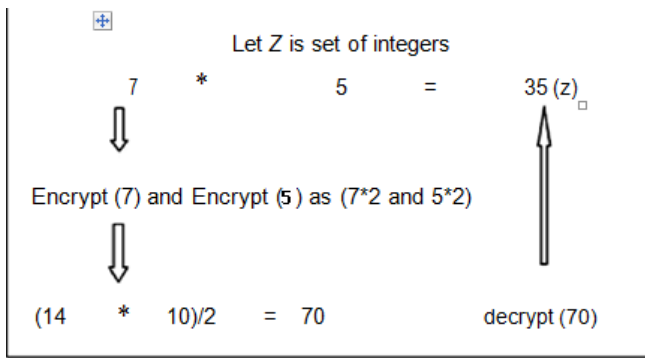 Let Z is set of integers
7 * 5 = 35 (z)
Encrypt (7) and Encrypt (5) as (7*2 and 5*2)
(14 * 10)/2 = 70 decrypt (70)